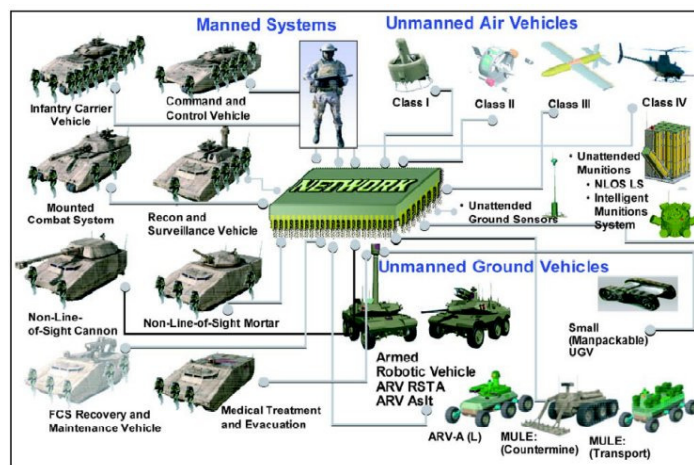 Manned Systems
Unmanned Air Vehicles
Infantry Carrier
Vehicle
Command and
Control Vehicle
Class I
Class II
Class III
Class IV
Mounted
Combat System
Recon and
Surveillance Vehicle
NETWORK
• Unattended
Ground Sensors
• Unattended
Munitions
• NLOS LS
• Intelligent
Munitions
System
Unmanned Ground Vehicles
Non-Line-
of-Sight Cannon
Non-Line-of-Sight Mortar
Armed
Robotic Vehicle
ARV RSTA
ARV Aslt
Small
(Manpackable)
UGV
FCS Recovery and
Maintenance Vehicle
Medical Treatment
and Evacuation
ARV-A (L)
MULE:
(Countermine)
MULE:
(Transport)